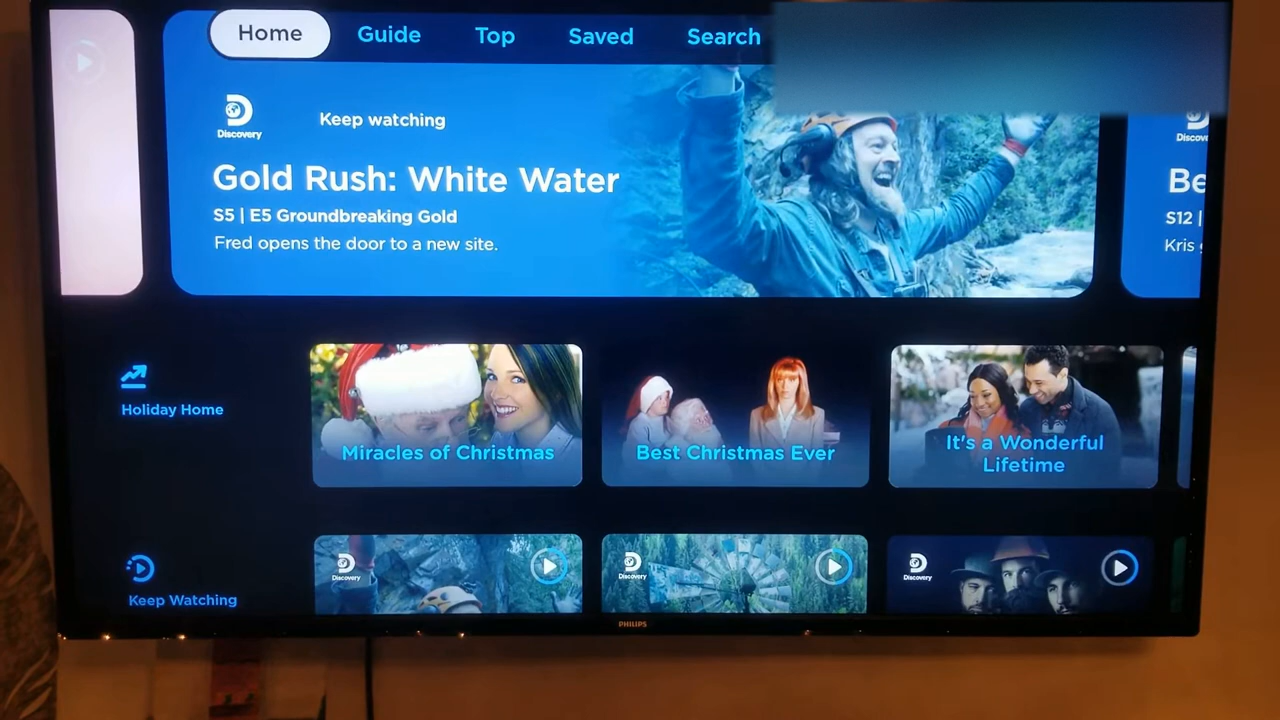 Home
Guide
Top
Saved
Search
Discovery
Keep watching
Gold Rush: White Water
S5 | E5 Groundbreaking Gold
Fred opens the door to a new site.
Be
S12 |
Kris
Holiday Home
Miracles of Christmas
Best Christmas Ever
It's a Wonderful
Lifetime
Keep Watching
Discovery
Discovery
Discovery
PHILIPS